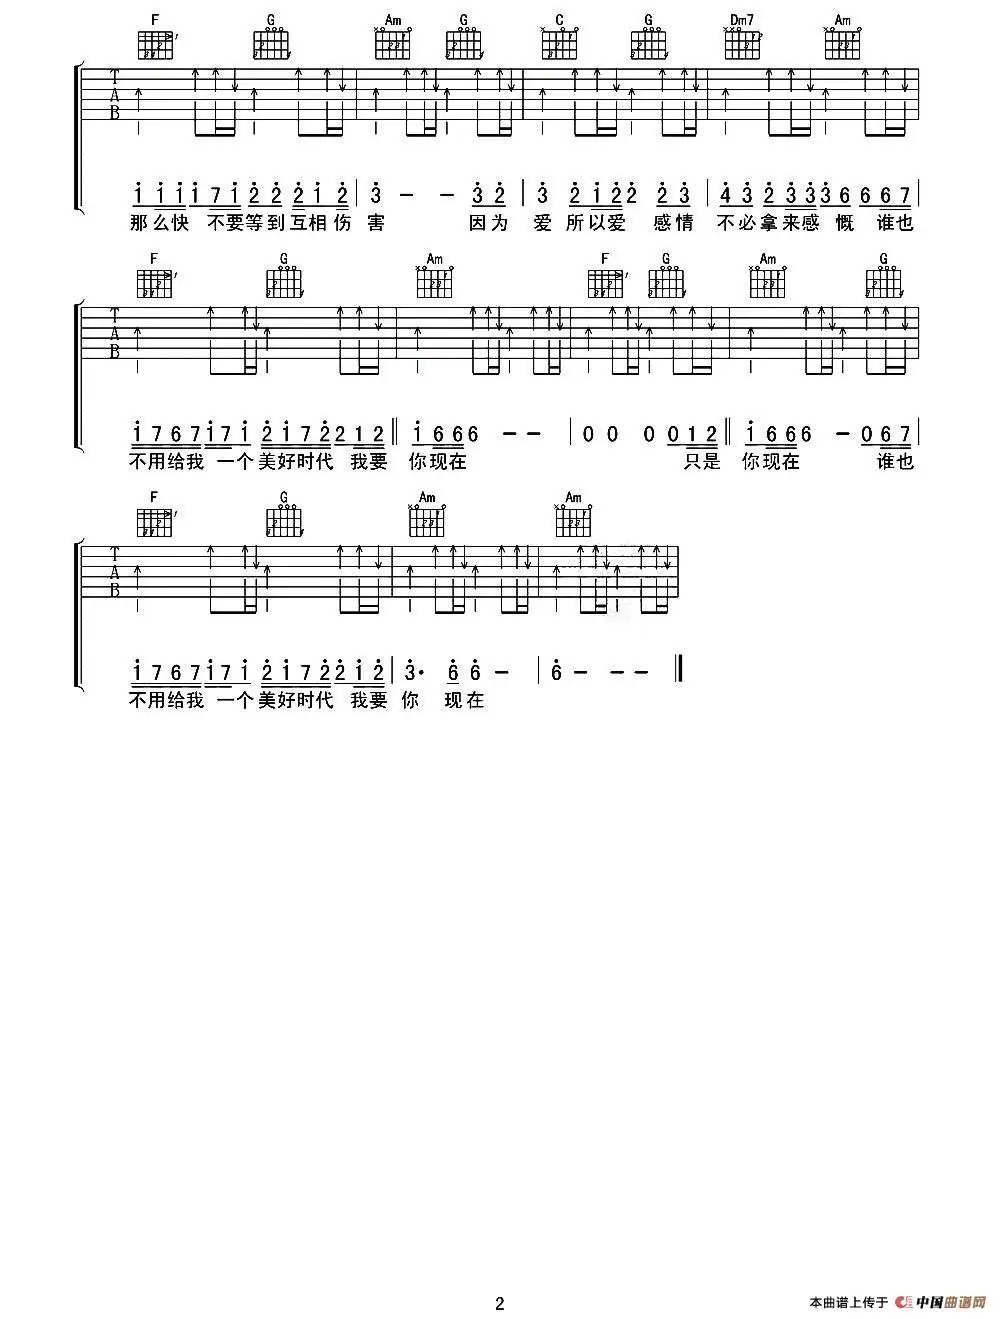 F G Am G C G Dm7 Am
T
A
B
1 1 1 1 7 1 2 2 2 1 2 | 3 - - 3 2 | 3 2 1 2 2 2 3 | 4 3 2 3 3 3 6 6 6 7 |
那么快 不要等到互相伤 害 因为 爱 所以爱 感情 不必拿来感 慨 谁也
F G Am F G Am G
T
A
B
1 7 6 7 1 7 1 2 1 7 2 2 1 2 || 1 6 6 6 - - | 0 0 0 0 1 2 || 1 6 6 6 - 0 6 7 |
不用给我 一个美好时代 我要 你现在 只是 你现在 谁也
F G Am Am
T
A
B
1 7 6 7 1 7 1 2 1 7 2 2 1 2 | 3· 6 6 - | 6 - - - ||
不用给我 一个美好时代 我要 你 现在
2
本曲谱上传于 中国曲谱网